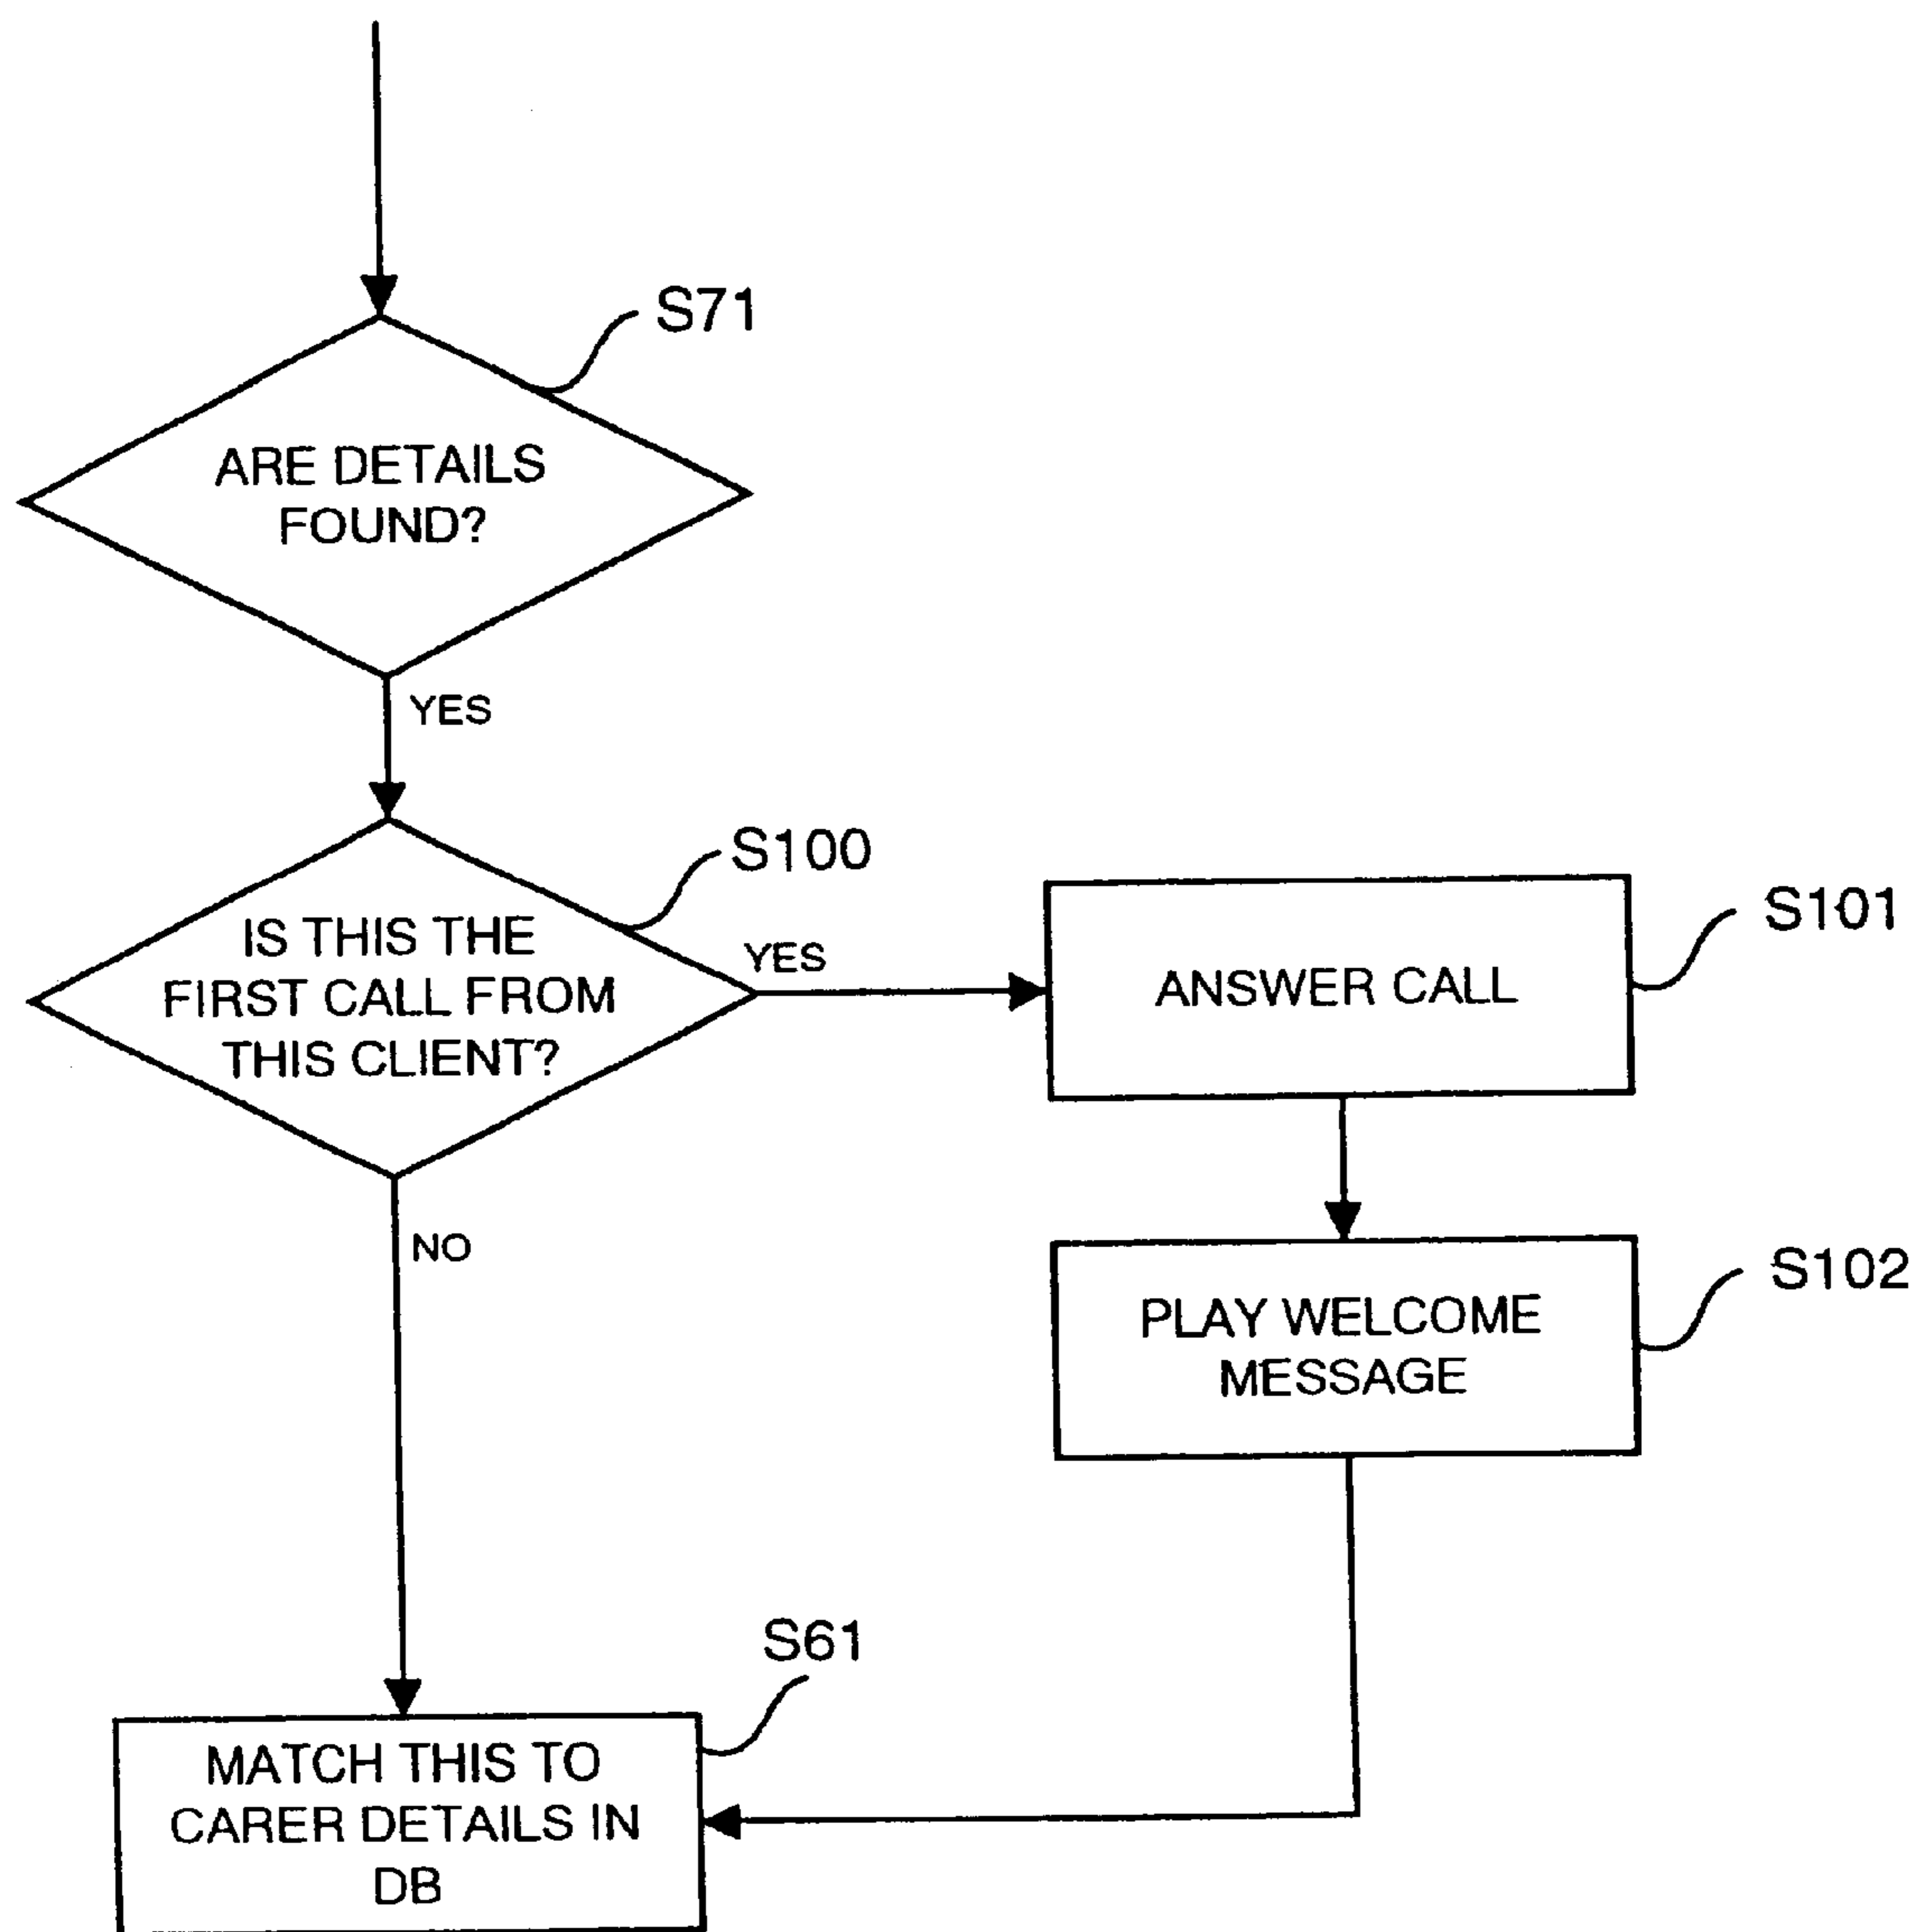 S71
ARE DETAILS
FOUND?
YES
S100
IS THIS THE
FIRST CALL FROM
THIS CLIENT?
YES
S101
ANSWER CALL
NO
S102
PLAY WELCOME
MESSAGE
S61
MATCH THIS TO
CARER DETAILS IN
DB